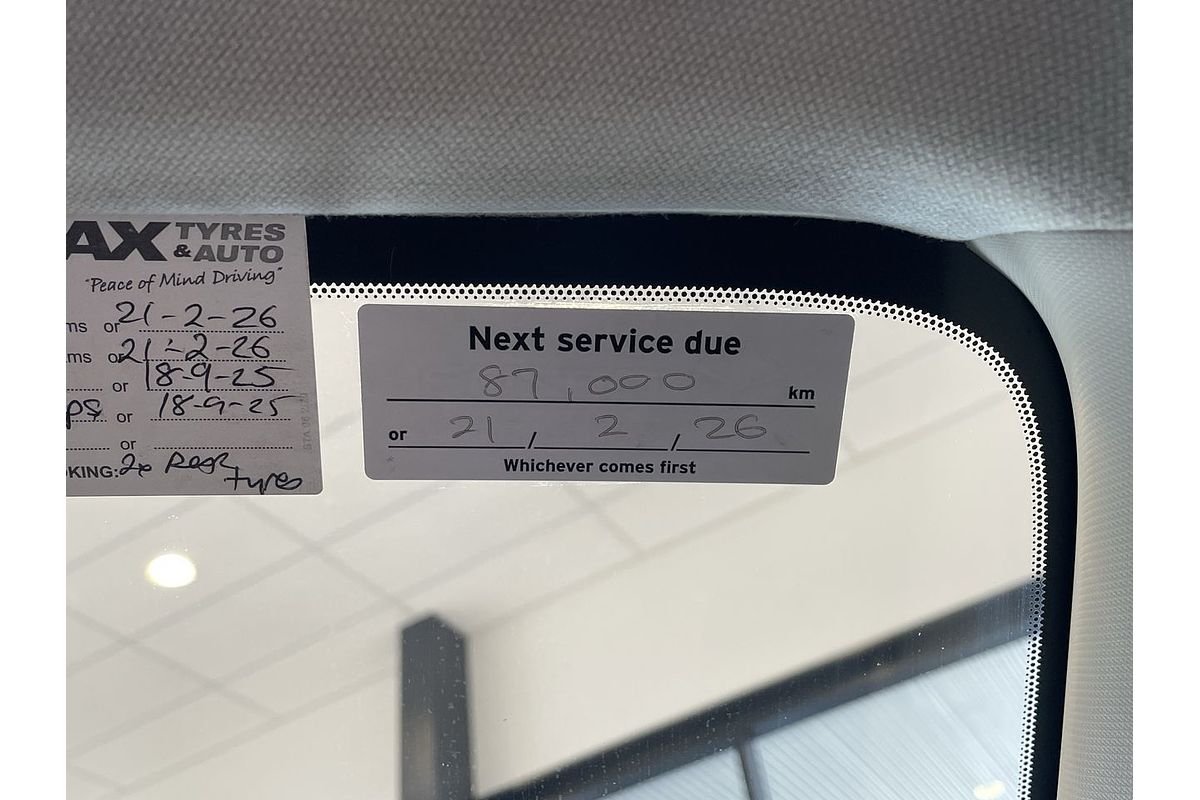 AX TYRES
& AUTO
"Peace of Mind Driving"
ms or 21-2-26
ms or 21-2-26
or 18-9-25
ps or 18-9-25
or
KING: 2x Rear
tyres
Next service due
87,000 km
or 21 / 2 / 26
Whichever comes first